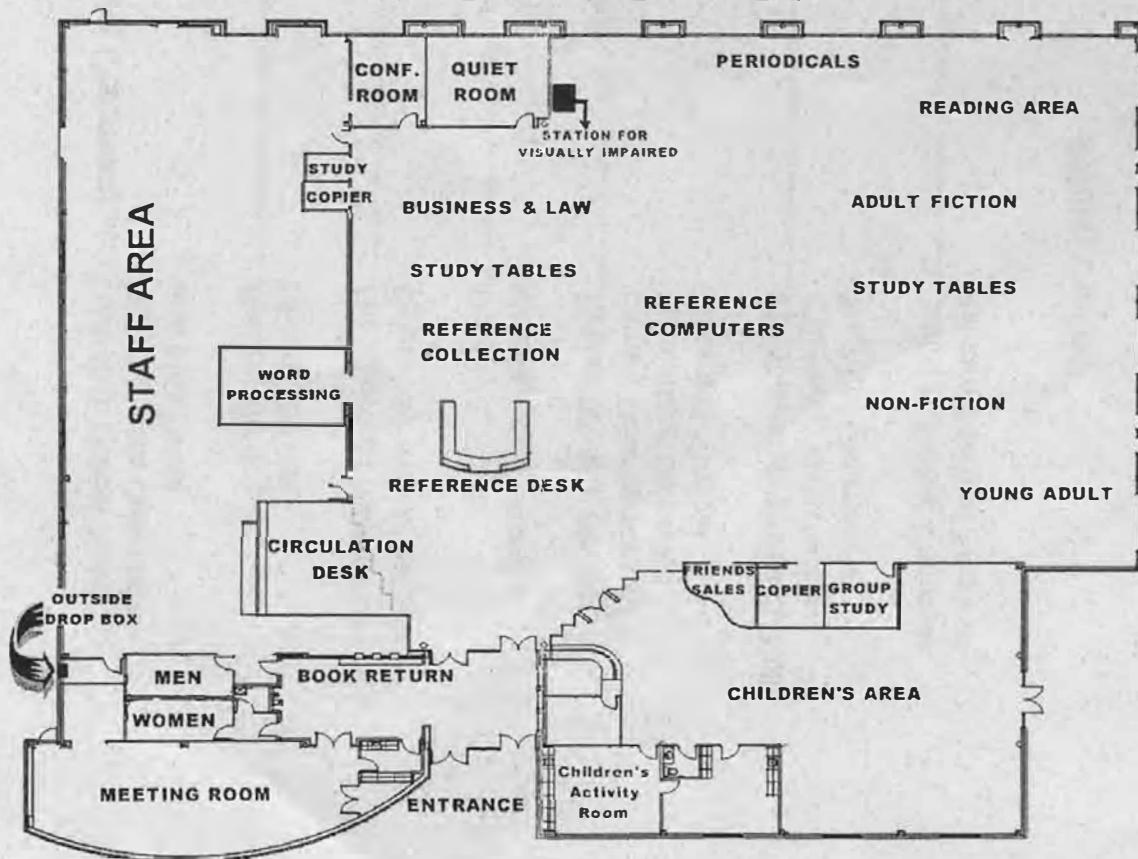 CONF.
ROOM
QUIET
ROOM
PERIODICALS
READING AREA
STATION FOR
VISUALLY IMPAIRED
STUDY
COPIER
BUSINESS & LAW
ADULT FICTION
STAFF AREA
STUDY TABLES
STUDY TABLES
REFERENCE
COLLECTION
REFERENCE
COMPUTERS
WORD
PROCESSING
NON-FICTION
REFERENCE DESK
YOUNG ADULT
CIRCULATION
DESK
FRIENDS
SALES
COPIER
GROUP
STUDY
OUTSIDE
DROP BOX
MEN
BOOK RETURN
WOMEN
CHILDREN'S AREA
MEETING ROOM
ENTRANCE
Children's
Activity
Room